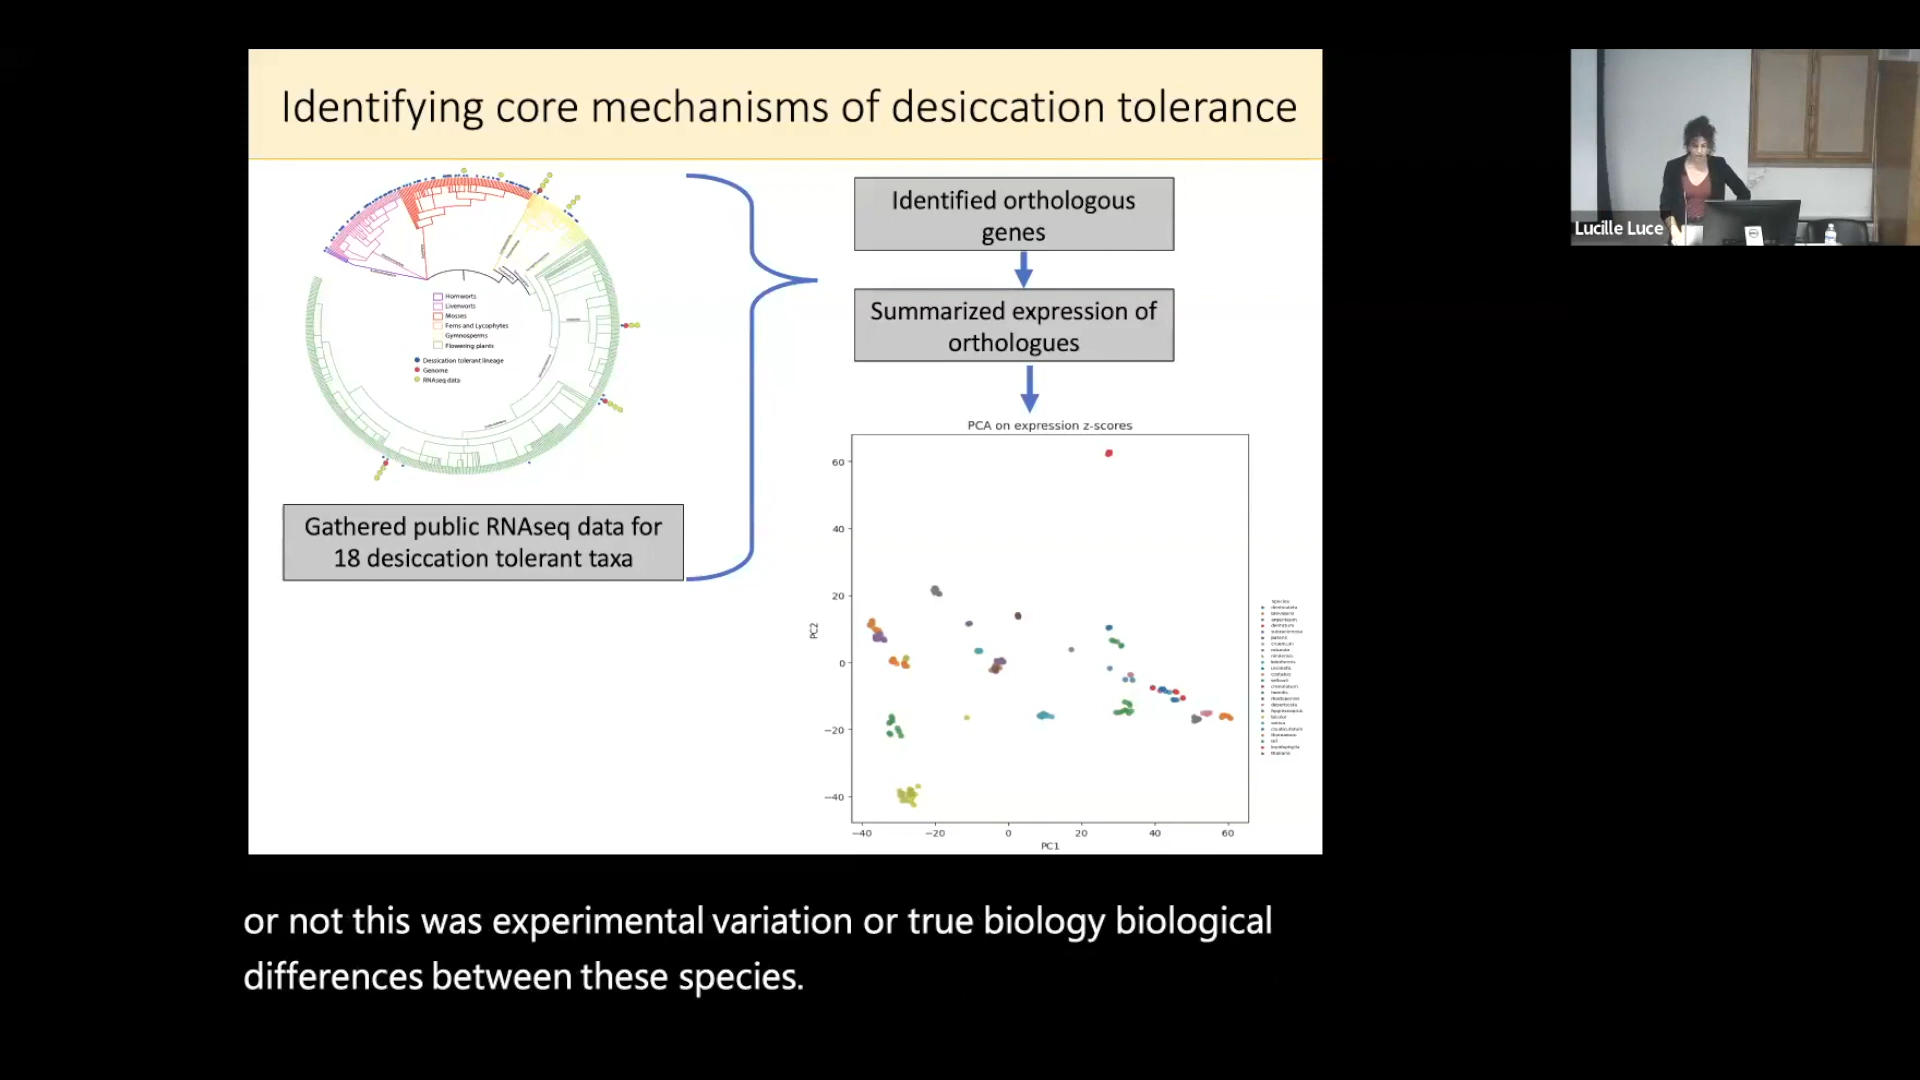 Identifying core mechanisms of desiccation tolerance
Hornworts
Liverworts
Mosses
Ferns and Lycophytes
Gymnosperms
Flowering plants
Dessication tolerant lineage
Genome
RNAseq data
Gathered public RNAseq data for
18 desiccation tolerant taxa
Identified orthologous
genes
Summarized expression of
orthologues
PCA on expression z-scores
60
40
20
0
−20
−40
PC2
−40
−20
0
20
40
60
PC1
Lucille Luce
or not this was experimental variation or true biology biological
differences between these species.